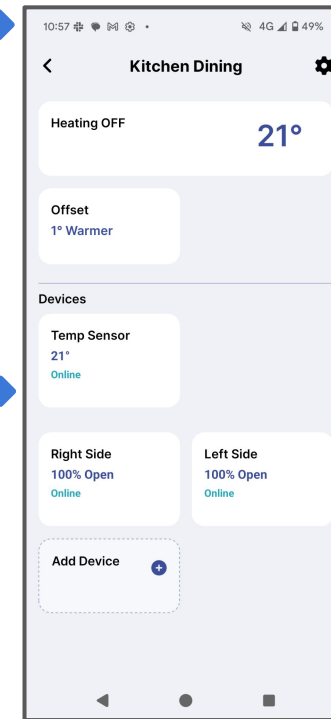 10:57
4G 49%
Kitchen Dining
Heating OFF
21°
Offset
1° Warmer
Devices
Temp Sensor
21°
Online
Right Side
100% Open
Online
Left Side
100% Open
Online
Add Device